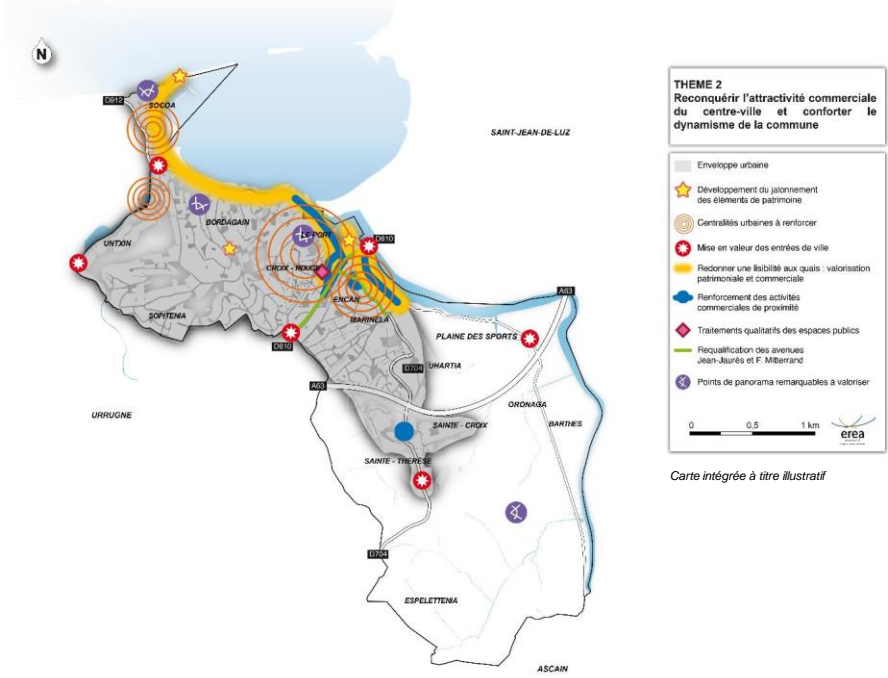 N
D912
SOCOA
SAINT-JEAN-DE-LUZ
BORDAGAIN
UNTXIN
LE PORT
D810
CROIX - ROUGE
ENCAN
SOPITENIA
MARINELA
A63
PLAINE DES SPORTS
D810
UHARTIA
D704
A63
ORONAGA
URRUGNE
SAINTE - CROIX
BARTHES
SAINTE - THÉRÈSE
D704
ESPELETTENIA
ASCAIN
THEME 2
Reconquérir l'attractivité commerciale
du centre-ville et conforter le
dynamisme de la commune
Enveloppe urbaine
Développement du jalonnement
des éléments de patrimoine
Centralités urbaines à renforcer
Mise en valeur des entrées de ville
Redonner une lisibilité aux quais : valorisation
patrimoniale et commerciale
Renforcement des activités
commerciales de proximité
Traitements qualitatifs des espaces publics
Requalification des avenues
Jean-Jaurès et F. Mitterrand
Points de panorama remarquables à valoriser
0 0,5 1 km
erea
Carte intégrée à titre illustratif